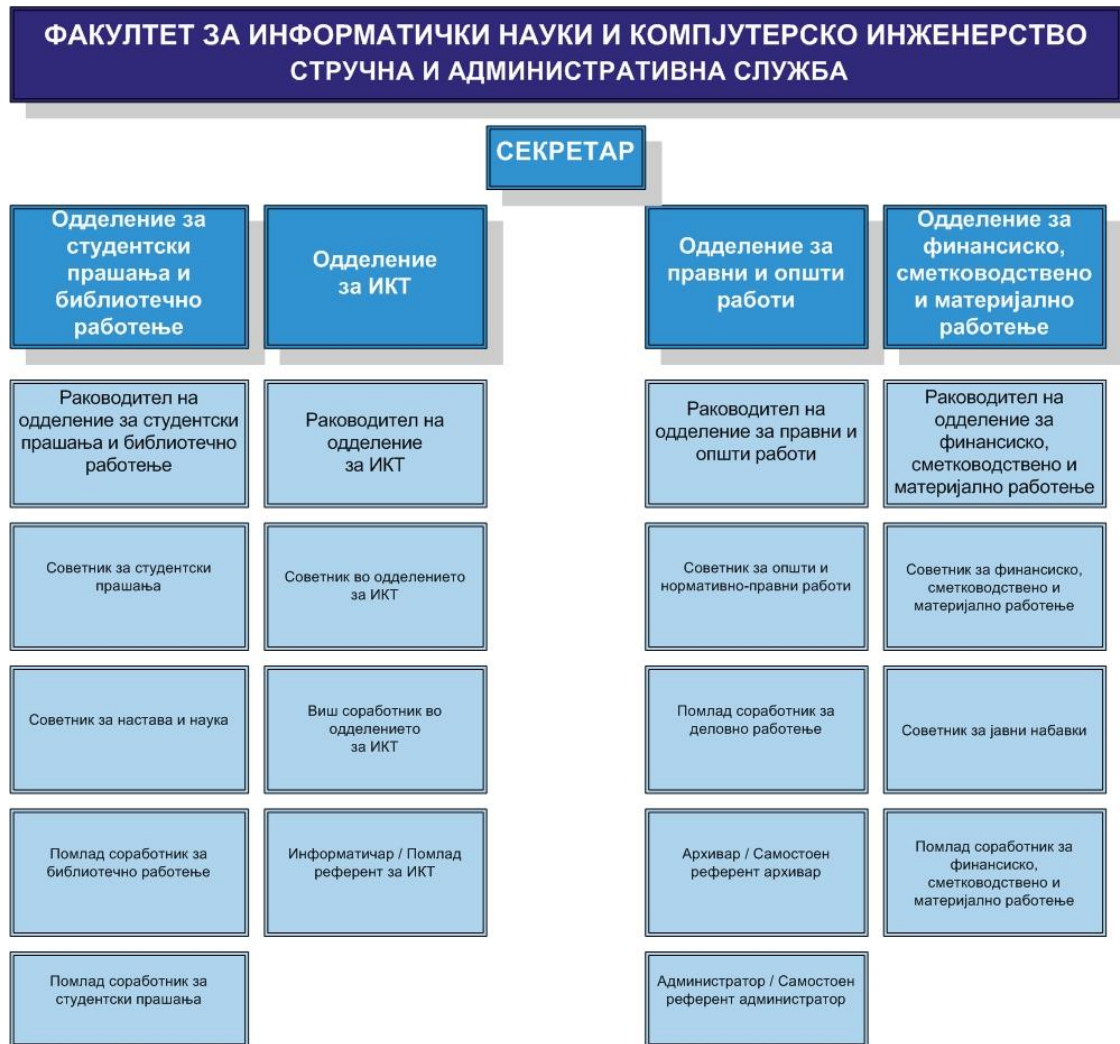 ФАКУЛТЕТ ЗА ИНФОРМАТИЧКИ НАУКИ И КОМПЈУТЕРСКО ИНЖЕНЕРСТВО
СТРУЧНА И АДМИНИСТРАТИВНА СЛУЖБА
СЕКРЕТАР
Одделение за
студентски
прашања и
библиотечно
работење
Одделение
за ИКТ
Одделение за
правни и општи
работи
Одделение за
финансиско,
сметководствено
и материјално
работење
Раководител на
одделение за студентски
прашања и библиотечно
работење
Раководител на
одделение
за ИКТ
Раководител на
одделение за правни и
општи работи
Раководител на
одделение за
финансиско,
сметководствено и
материјално работење
Советник за студентски
прашања
Советник во одделението
за ИКТ
Советник за општи и
нормативно-правни работи
Советник за финансиско,
сметководствено и
материјално работење
Советник за настава и наука
Виш соработник во
одделението
за ИКТ
Помлад соработник за
деловно работење
Советник за јавни набавки
Помлад соработник за
библиотечно работење
Информатичар / Помлад
референт за ИКТ
Архивар / Самостоен
референт архивар
Помлад соработник за
финансиско,
сметководствено и
материјално работење
Помлад соработник за
студентски прашања
Администратор / Самостоен
референт администратор